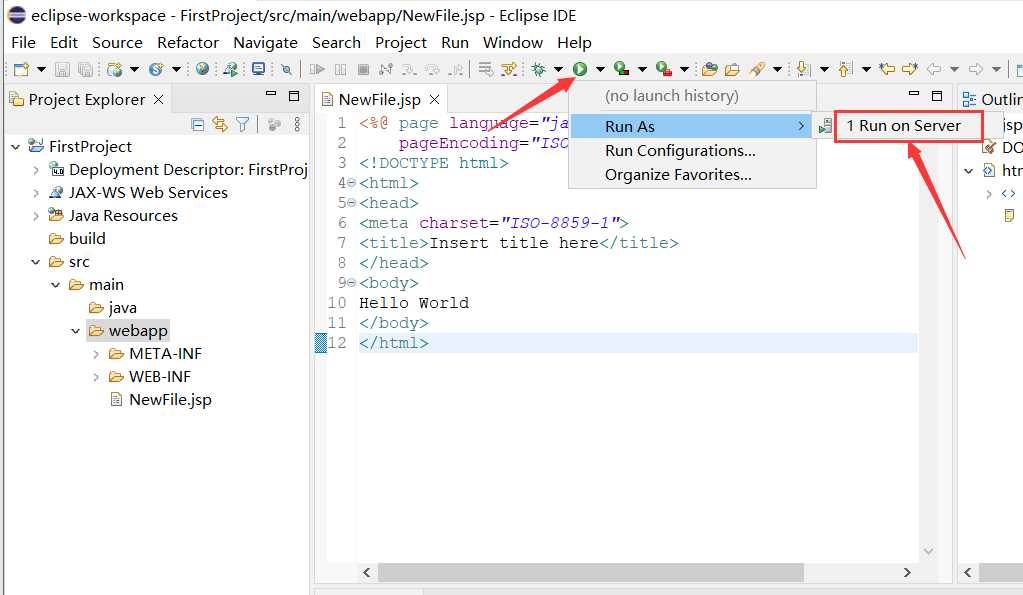 eclipse-workspace - FirstProject/src/main/webapp/NewFile.jsp - Eclipse IDE
File Edit Source Refactor Navigate Search Project Run Window Help
Project Explorer
FirstProject
Deployment Descriptor: FirstProj
JAX-WS Web Services
Java Resources
build
src
main
java
webapp
META-INF
WEB-INF
NewFile.jsp
NewFile.jsp
1 <%@ page language="ja
2 pageEncoding="ISO
3 <!DOCTYPE html>
4 <html>
5 <head>
6 <meta charset="ISO-8859-1">
7 <title>Insert title here</title>
8 </head>
9 <body>
10 Hello World
11 </body>
12 </html>
(no launch history)
Run As
Run Configurations...
Organize Favorites...
1 Run on Server
Outlin
jsp
DO
htm